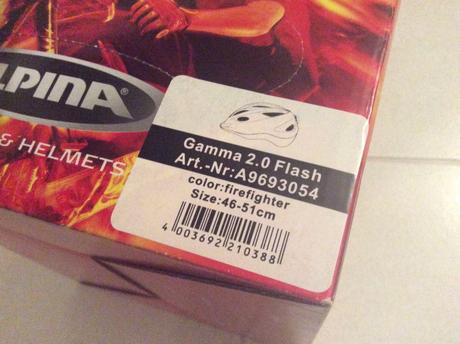 LPINA®
& HELMETS
Gamma 2.0 Flash
Art.-Nr:A9693054
color:firefighter
Size:46-51cm
4 003692 210388